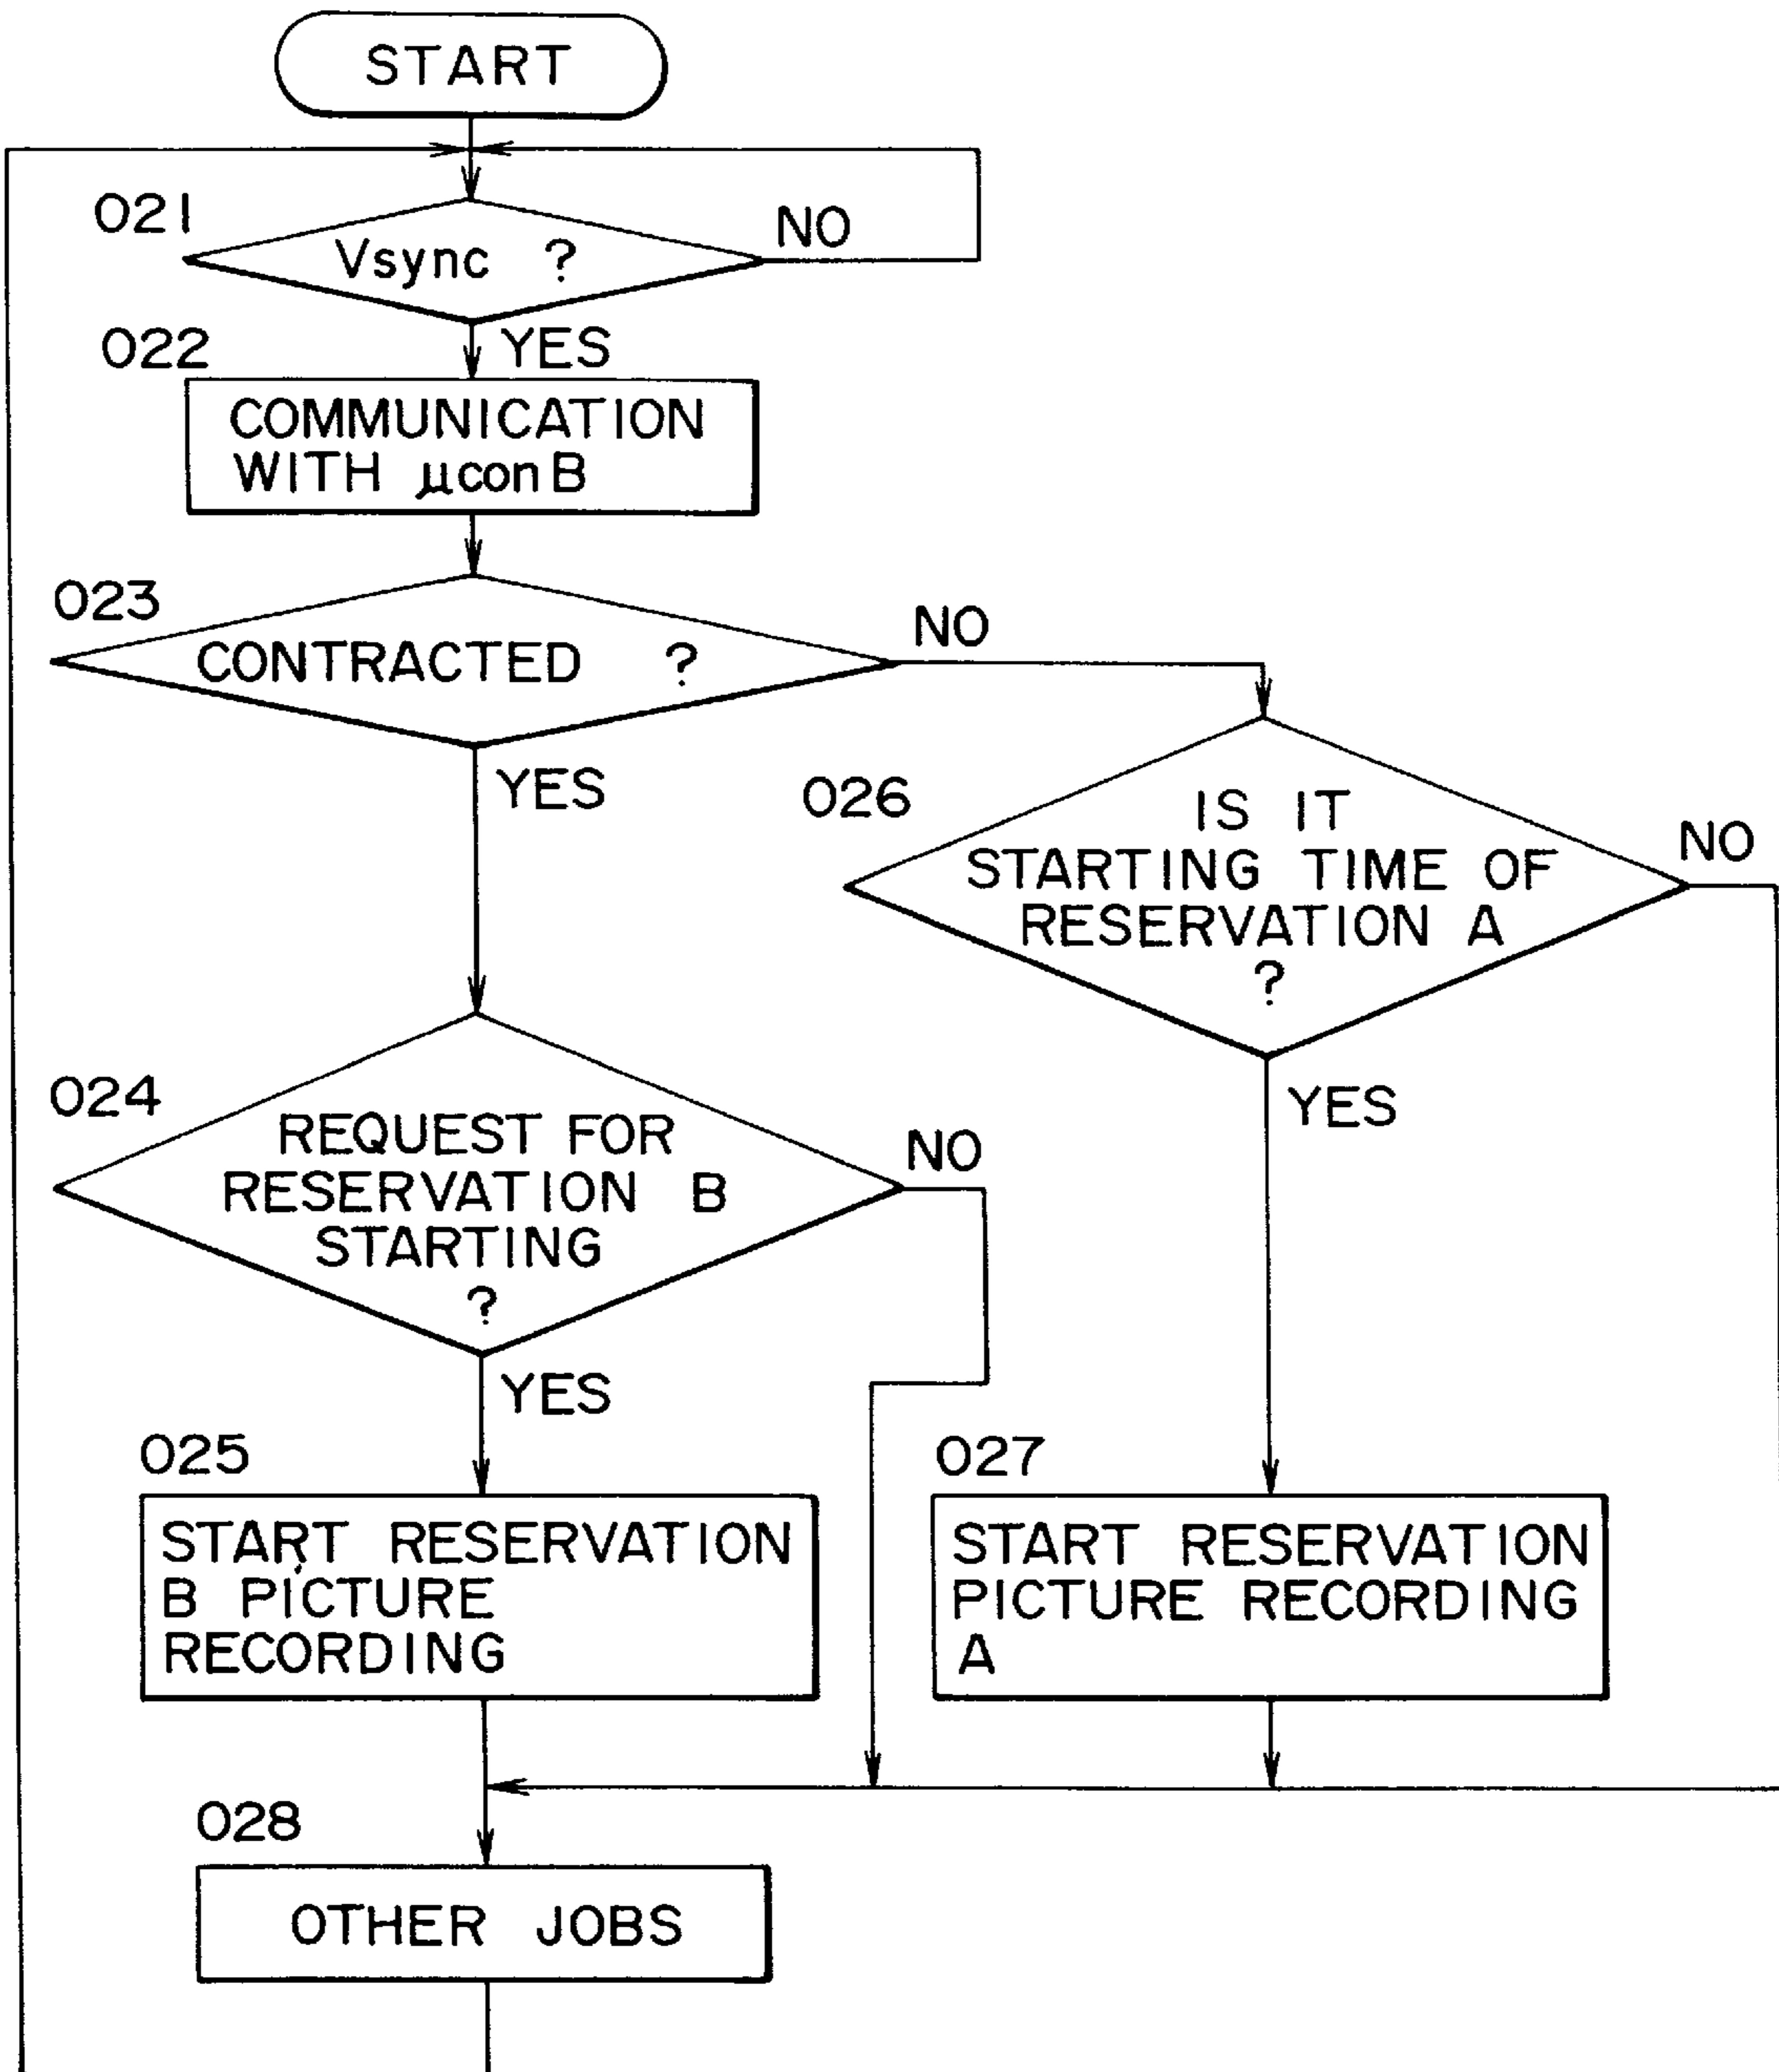 START
021
Vsync ?
NO
022
YES
COMMUNICATION
WITH μconB
023
CONTRACTED ?
NO
YES
026
IS IT
STARTING TIME OF
RESERVATION A
?
NO
YES
024
REQUEST FOR
RESERVATION B
STARTING
?
NO
YES
025
START RESERVATION
B PICTURE
RECORDING
027
START RESERVATION
PICTURE RECORDING
A
028
OTHER JOBS